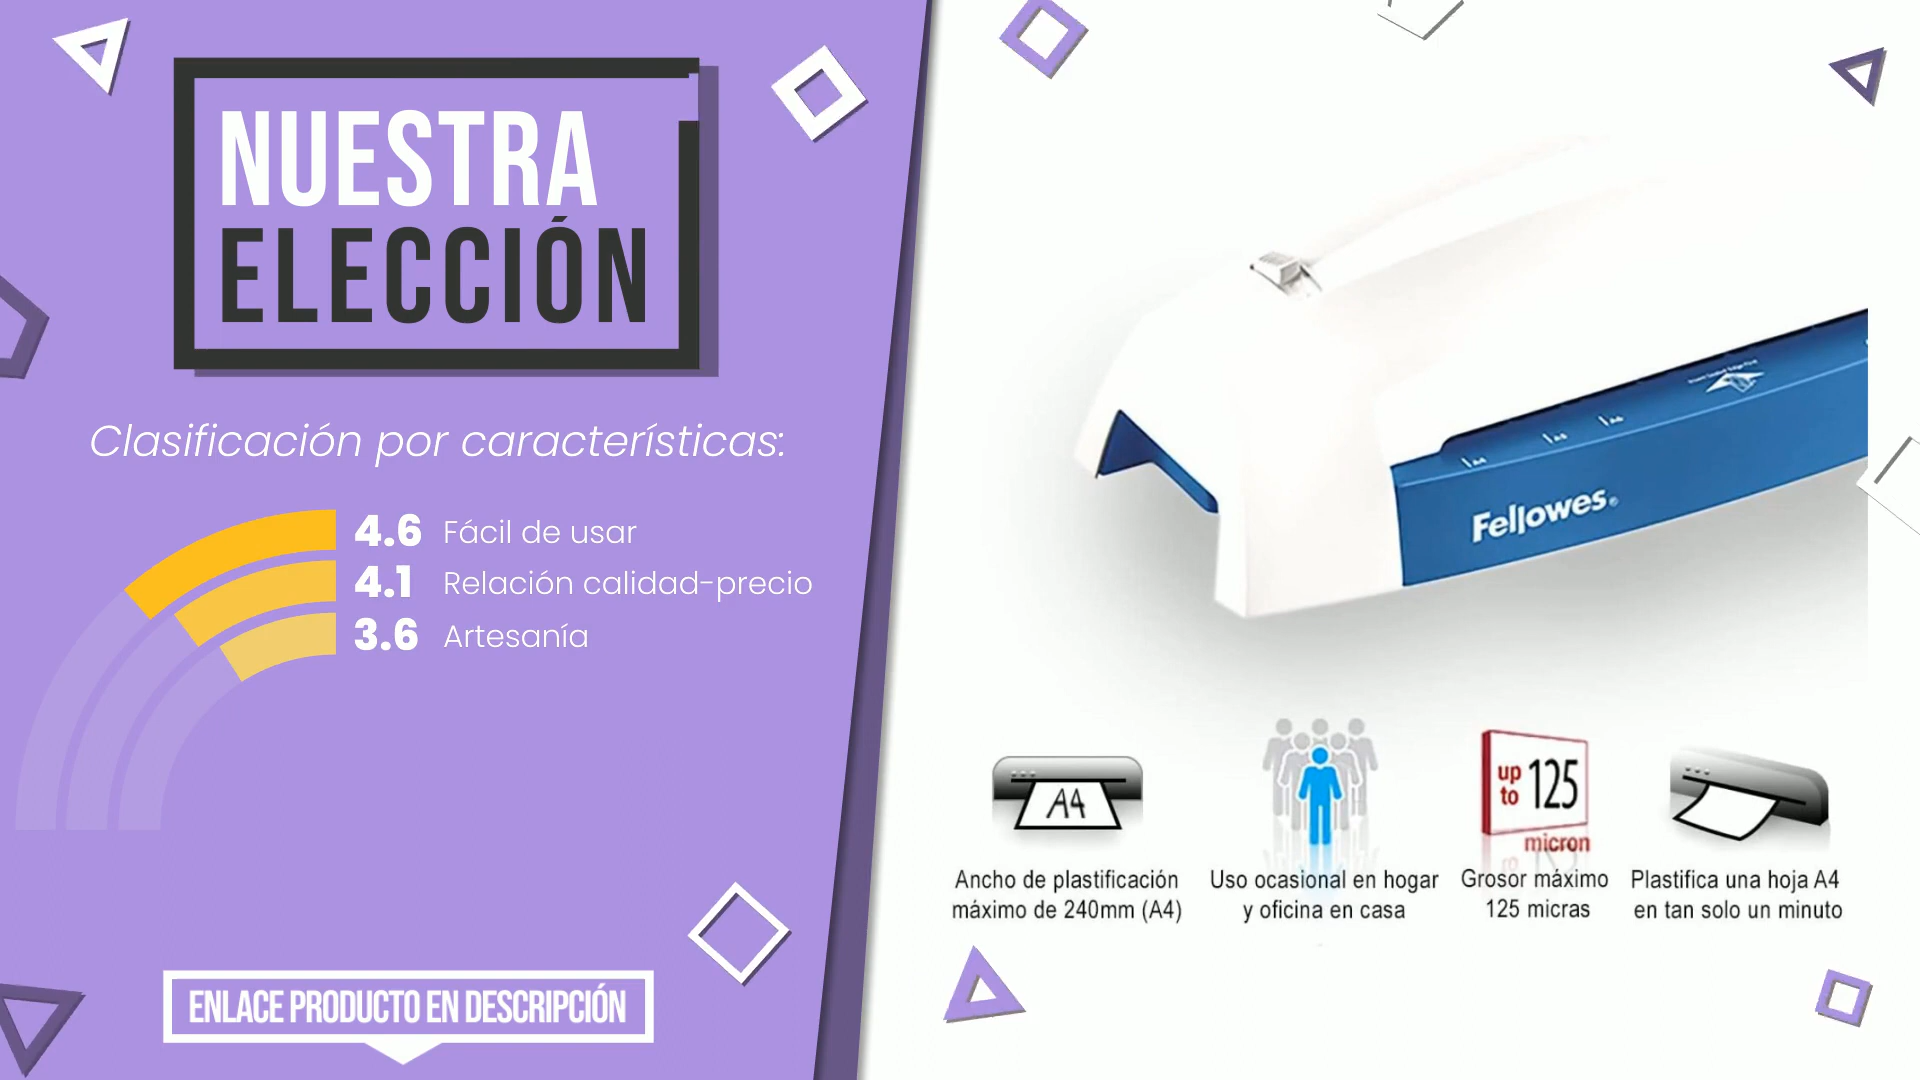 NUESTRA
ELECCIÓN
Clasificación por características:
4.6 Fácil de usar
4.1 Relación calidad-precio
3.6 Artesanía
ENLACE PRODUCTO EN DESCRIPCIÓN
Fellowes®
A4
up
to 125
micron
Ancho de plastificación
máximo de 240mm (A4)
Uso ocasional en hogar
y oficina en casa
Grosor máximo
125 micras
Plastifica una hoja A4
en tan solo un minuto